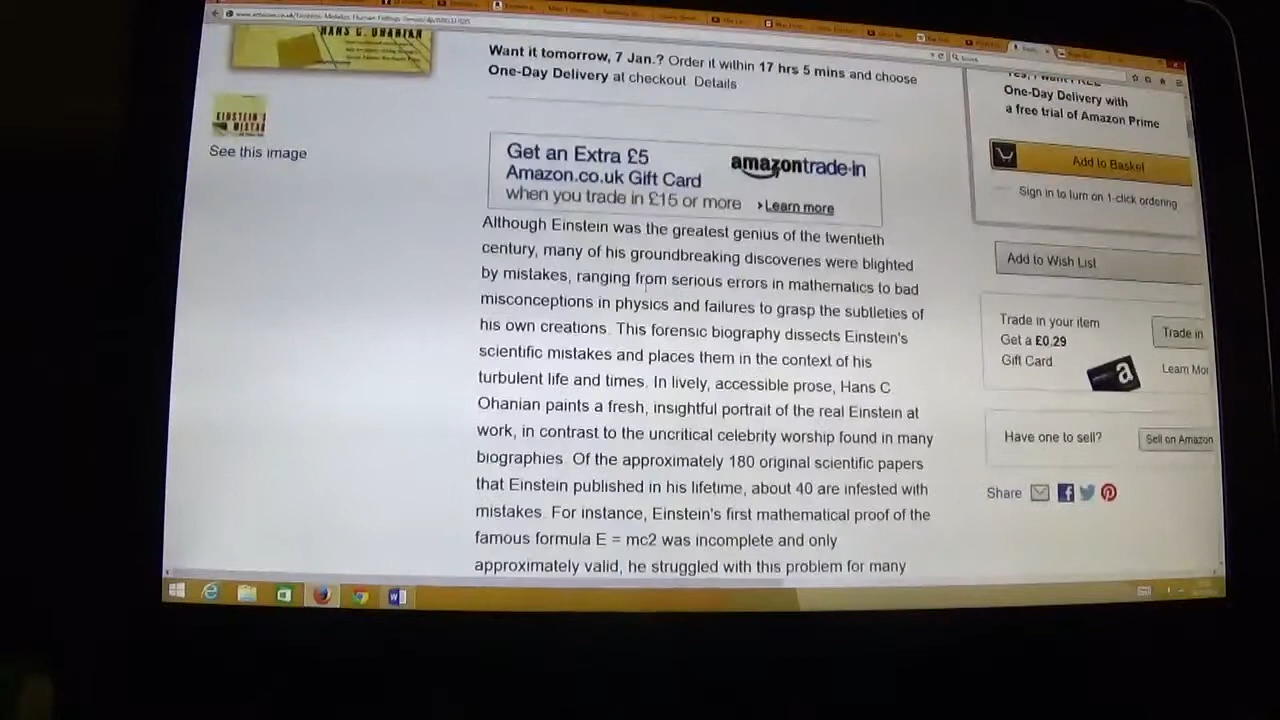 HANS C. OHANIAN
EINSTEIN'S
See this image
Want it tomorrow, 7 Jan.? Order it within 17 hrs 5 mins and choose
One-Day Delivery at checkout. Details
Get an Extra £5
Amazon.co.uk Gift Card
when you trade in £15 or more › Learn more
amazontrade-in
Although Einstein was the greatest genius of the twentieth
century, many of his groundbreaking discoveries were blighted
by mistakes, ranging from serious errors in mathematics to bad
misconceptions in physics and failures to grasp the subtleties of
his own creations. This forensic biography dissects Einstein's
scientific mistakes and places them in the context of his
turbulent life and times. In lively, accessible prose, Hans C.
Ohanian paints a fresh, insightful portrait of the real Einstein at
work, in contrast to the uncritical celebrity worship found in many
biographies. Of the approximately 180 original scientific papers
that Einstein published in his lifetime, about 40 are infested with
mistakes. For instance, Einstein's first mathematical proof of the
famous formula E = mc2 was incomplete and only
approximately valid, he struggled with this problem for many
Yes, I want FREE
One-Day Delivery with
a free trial of Amazon Prime
Add to Basket
Sign in to turn on 1-click ordering
Add to Wish List
Trade in your item
Get a £0.29
Gift Card.
Trade in
Learn Mor
a
Have one to sell?
Sell on Amazon
Share